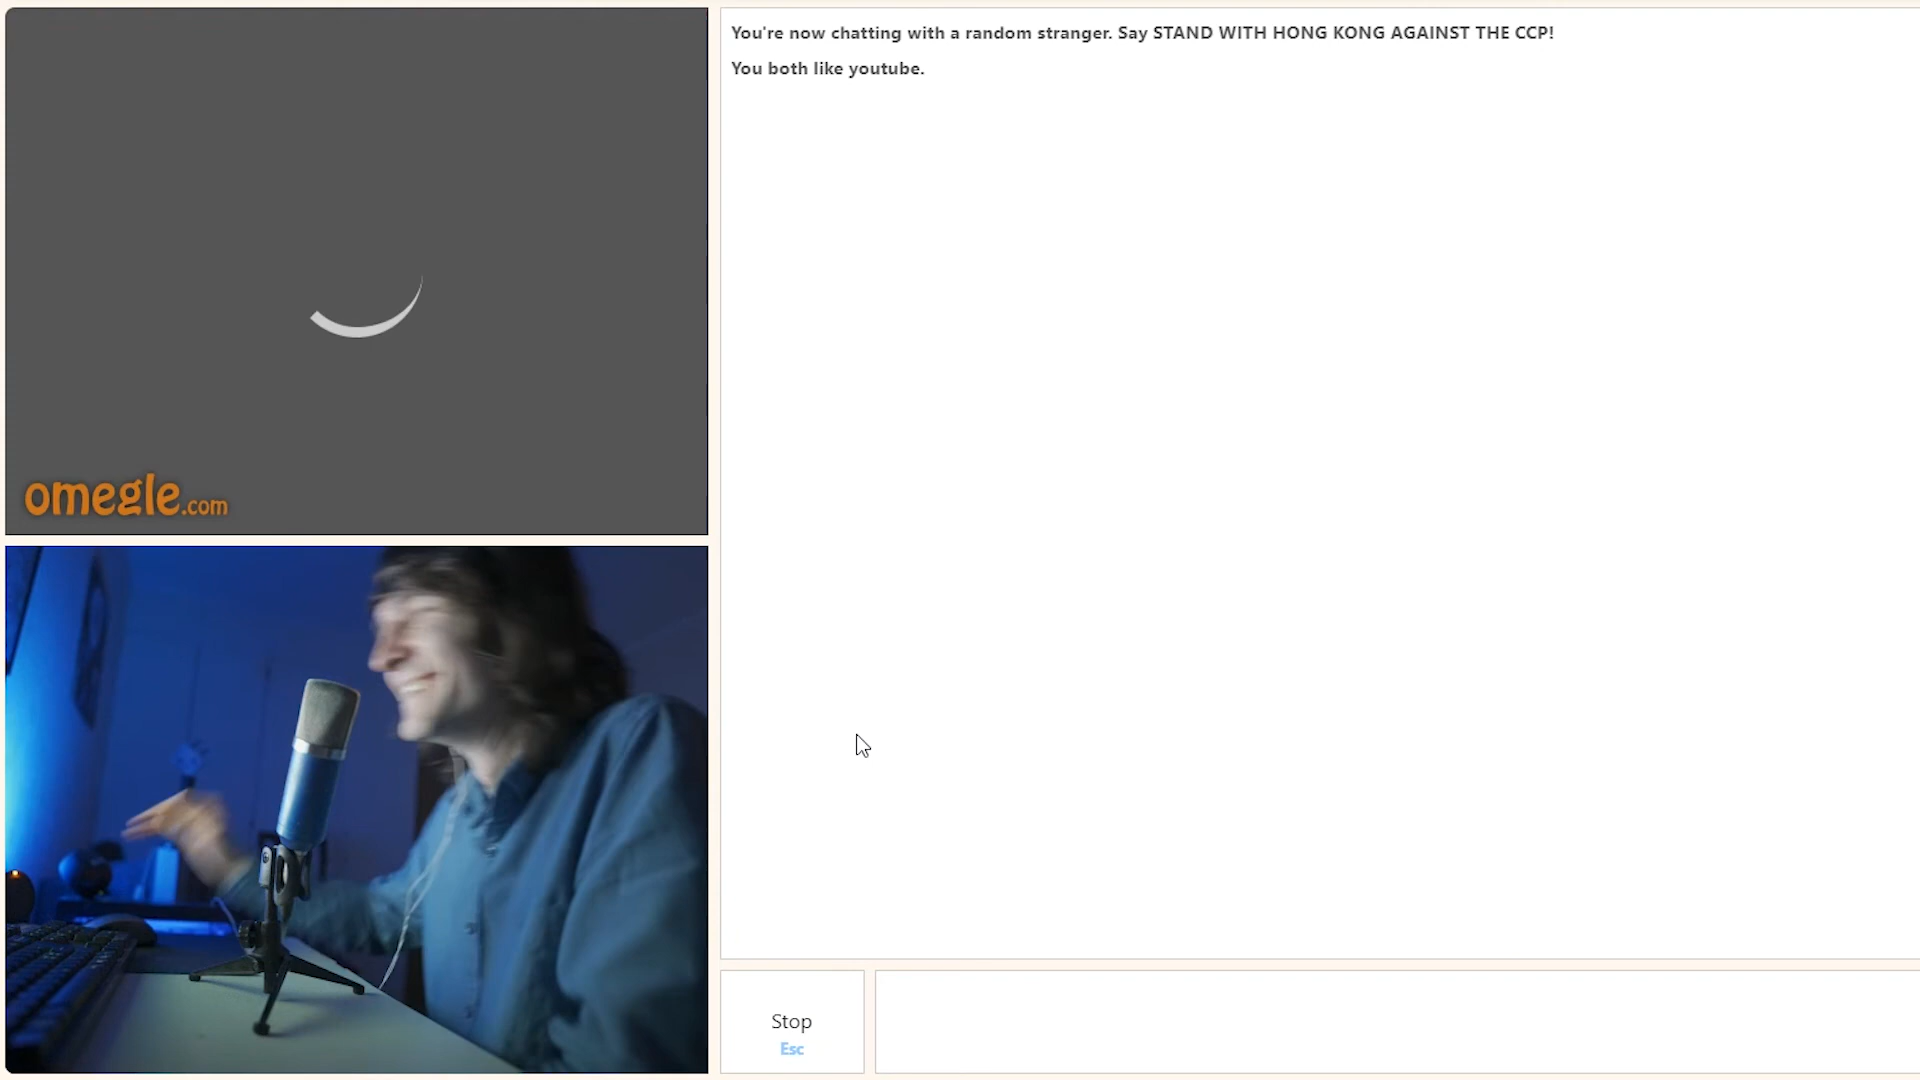 You're now chatting with a random stranger. Say STAND WITH HONG KONG AGAINST THE CCP!
You both like youtube.
omegle.com
Stop
Esc